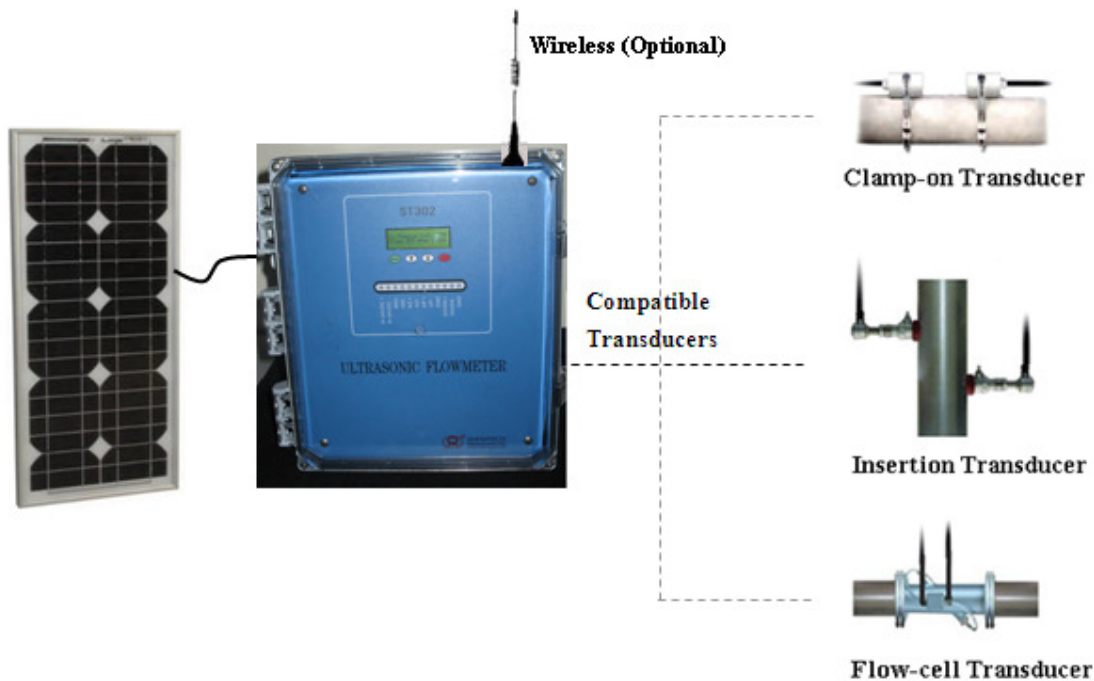 Wireless (Optional)
ST302
ULTRASONIC FLOWMETER
Compatible
Transducers
Clamp-on Transducer
Insertion Transducer
Flow-cell Transducer